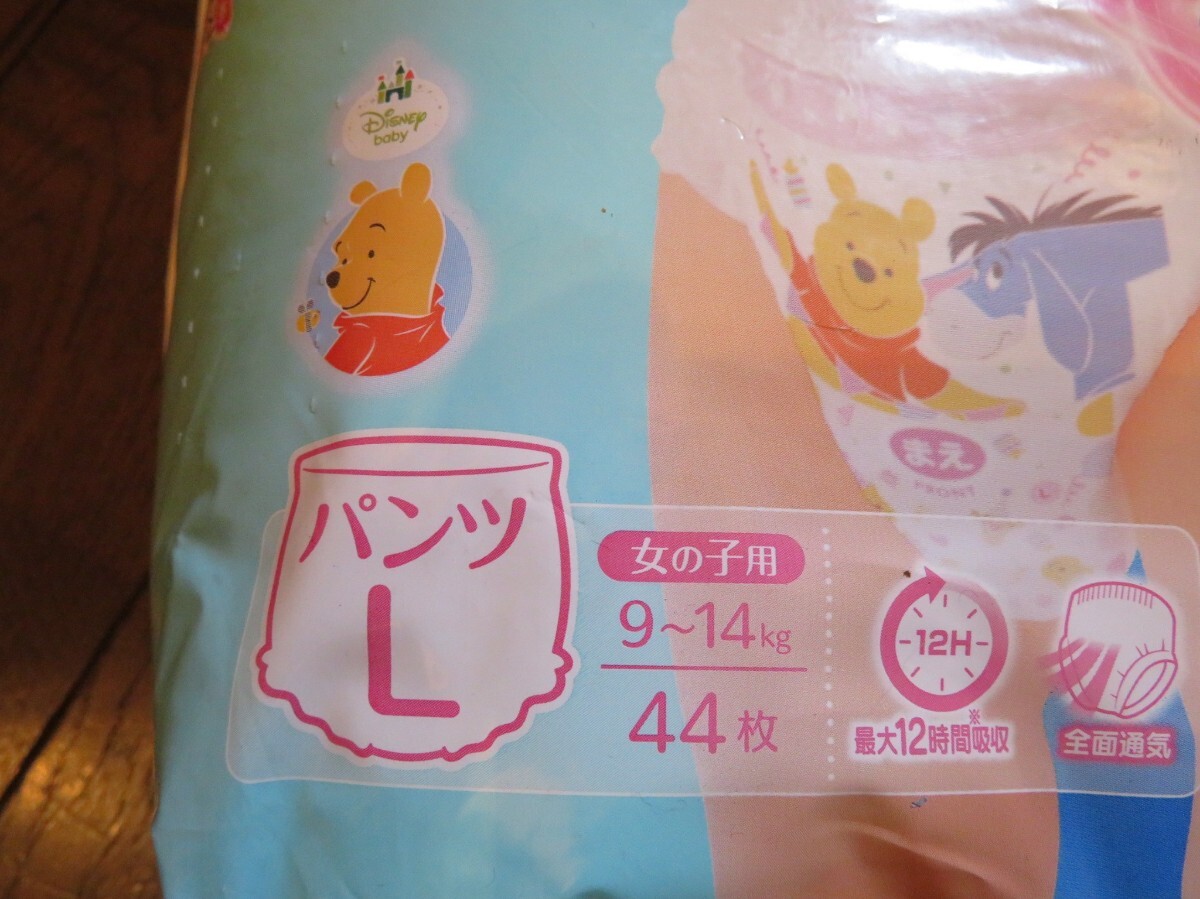 Disney
baby
まえ
FRONT
パンツ
L
女の子用
9~14kg
44枚
12H
最大12時間※吸収
全面通気